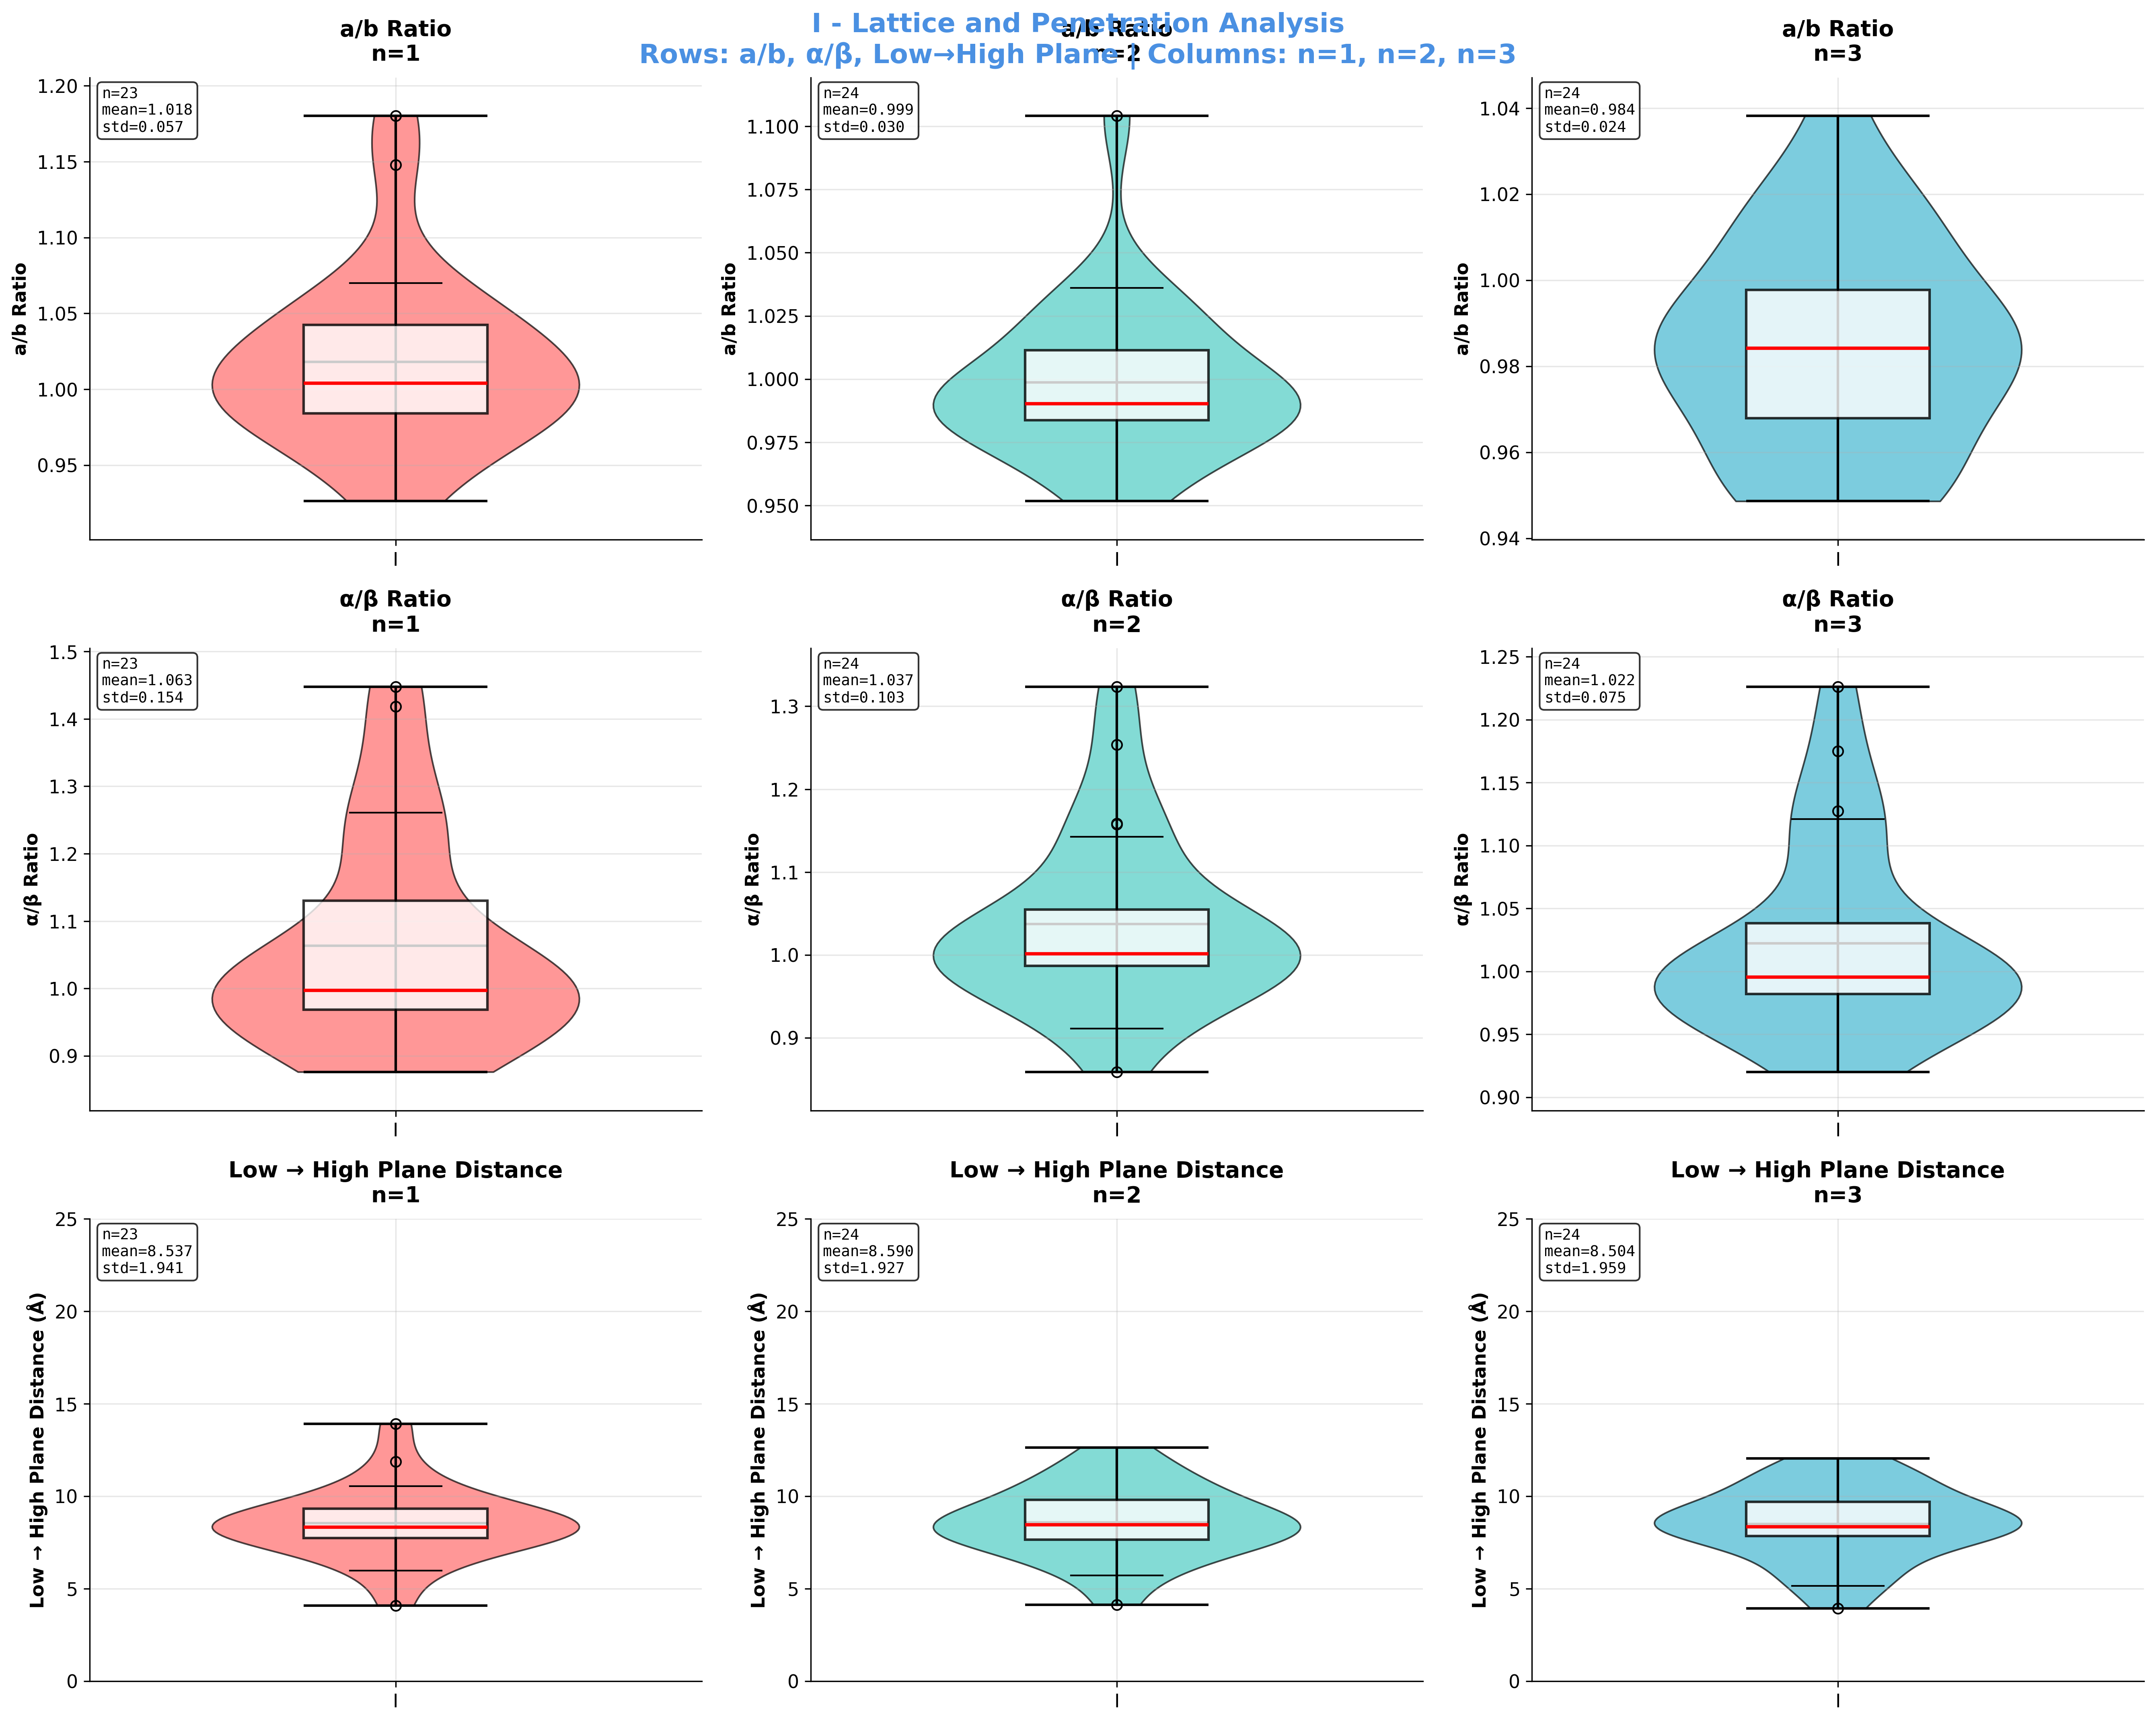 I - Lattice and Penetration Analysis
Rows: a/b, α/β, Low→High Plane | Columns: n=1, n=2, n=3
a/b Ratio
n=1
n=23
mean=1.018
std=0.057
a/b Ratio
1.20
1.15
1.10
1.05
1.00
0.95
I
a/b Ratio
n=2
n=24
mean=0.999
std=0.030
a/b Ratio
1.100
1.075
1.050
1.025
1.000
0.975
0.950
I
a/b Ratio
n=3
n=24
mean=0.984
std=0.024
a/b Ratio
1.04
1.02
1.00
0.98
0.96
0.94
I
α/β Ratio
n=1
n=23
mean=1.063
std=0.154
α/β Ratio
1.5
1.4
1.3
1.2
1.1
1.0
0.9
I
α/β Ratio
n=2
n=24
mean=1.037
std=0.103
α/β Ratio
1.3
1.2
1.1
1.0
0.9
I
α/β Ratio
n=3
n=24
mean=1.022
std=0.075
α/β Ratio
1.25
1.20
1.15
1.10
1.05
1.00
0.95
0.90
I
Low → High Plane Distance
n=1
n=23
mean=8.537
std=1.941
Low → High Plane Distance (Å)
25
20
15
10
5
0
I
Low → High Plane Distance
n=2
n=24
mean=8.590
std=1.927
Low → High Plane Distance (Å)
25
20
15
10
5
0
I
Low → High Plane Distance
n=3
n=24
mean=8.504
std=1.959
Low → High Plane Distance (Å)
25
20
15
10
5
0
I